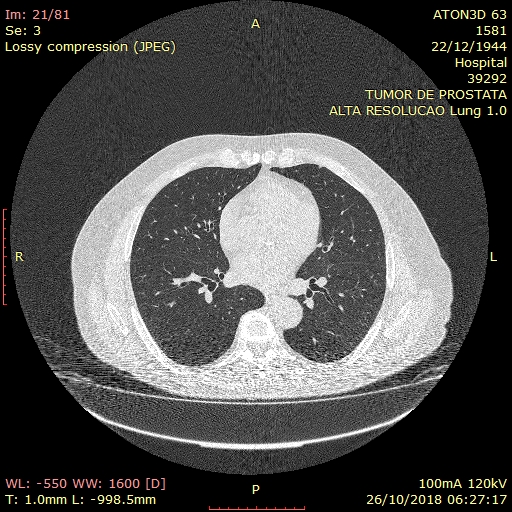 Im: 21/81
Se: 3
Lossy compression (JPEG)
A
ATON3D 63
1581
22/12/1944
Hospital
39292
TUMOR DE PROSTATA
ALTA RESOLUCAO Lung 1.0
R
L
WL: -550 WW: 1600 [D]
T: 1.0mm L: -998.5mm
P
100mA 120kV
26/10/2018 06:27:17